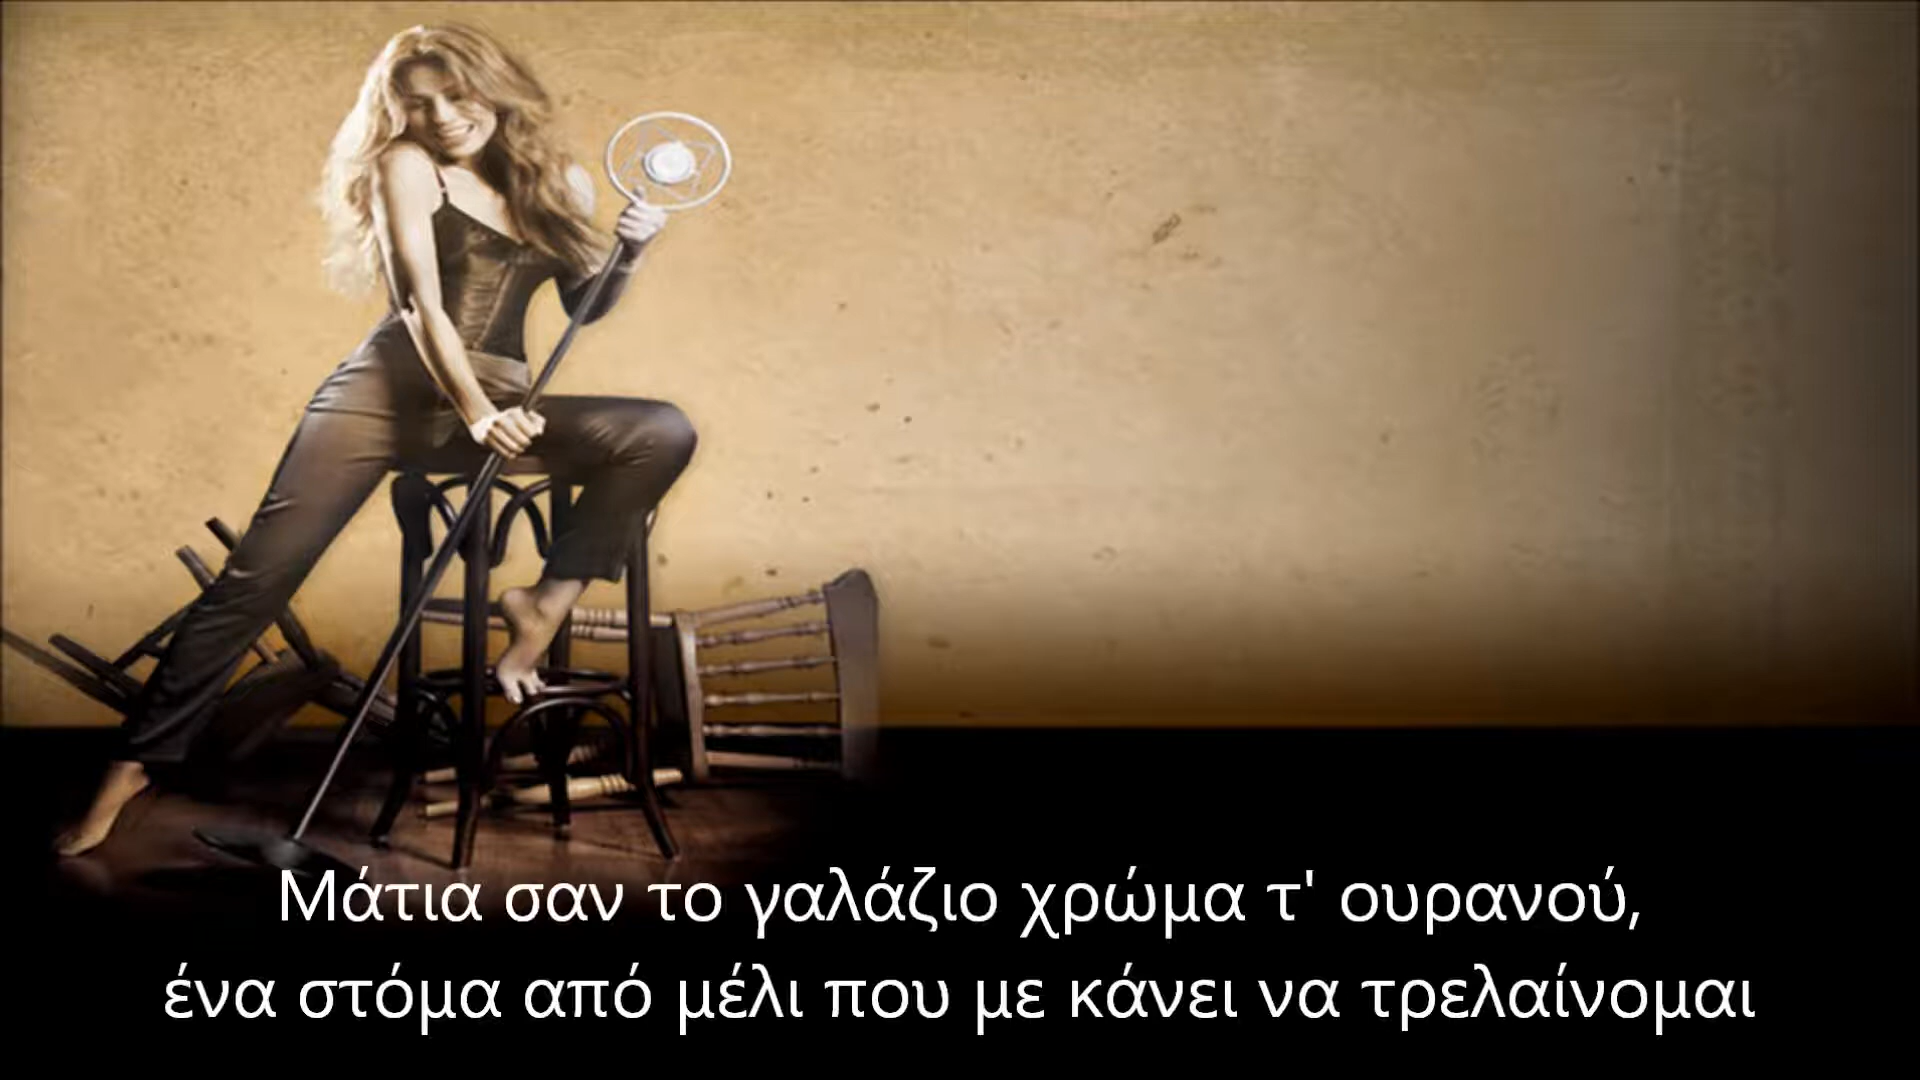 Μάτια σαν το γαλάζιο χρώμα τ' ουρανού,
ένα στόμα από μέλι που με κάνει να τρελαίνομαι